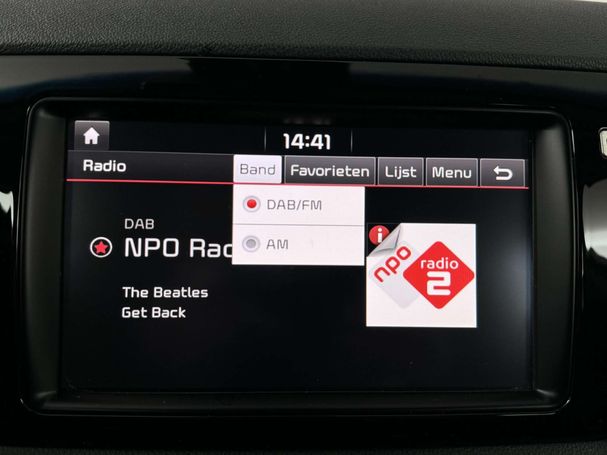 14:41
Radio Band Favorieten Lijst Menu
DAB/FM
AM
DAB
NPO
The Beatles
Get Back
i
npo radio 2